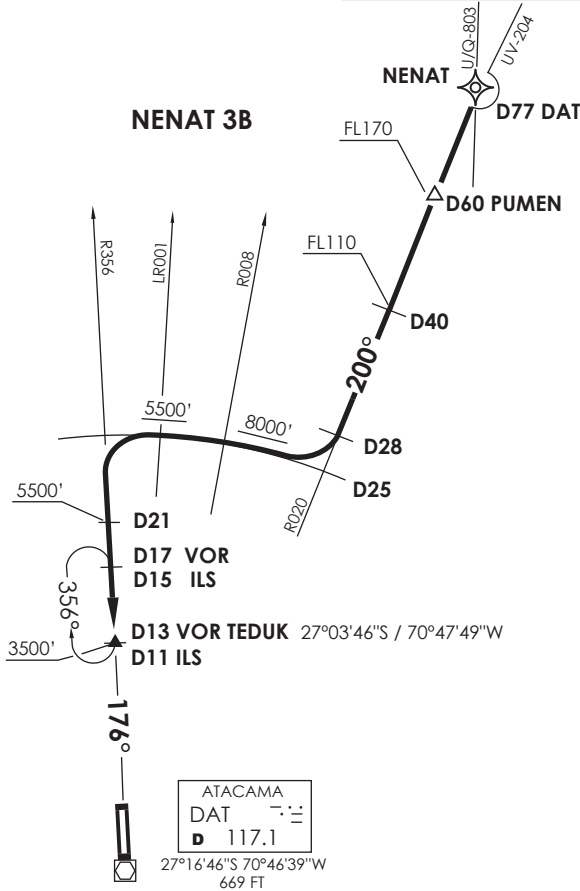 U/Q-803
UV-204
NENAT
D77 DAT
NENAT 3B
FL170
D60 PUMEN
FL110
D40
R356
LR001
R008
200°
5500'
8000'
D28
D25
R020
5500'
D21
D17 VOR
D15 ILS
356°
D13 VOR TEDUK 27°03'46"S / 70°47'49"W
3500'
D11 ILS
176°
ATACAMA
DAT
D 117.1
27°16'46"S 70°46'39"W
669 FT